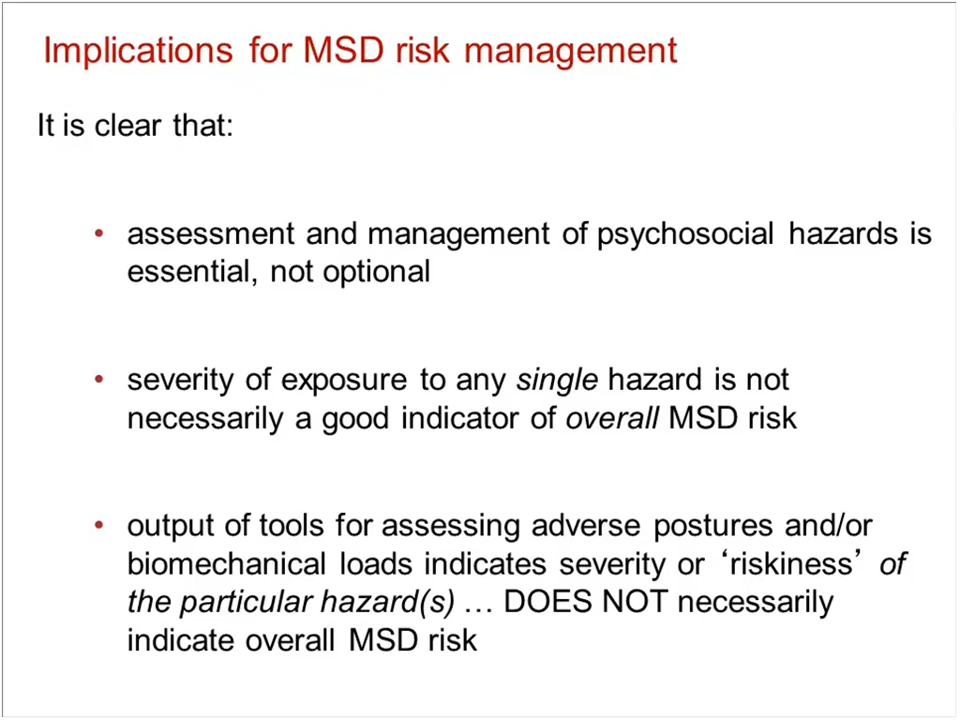 Implications for MSD risk management
It is clear that:
• assessment and management of psychosocial hazards is
essential, not optional
• severity of exposure to any single hazard is not
necessarily a good indicator of overall MSD risk
• output of tools for assessing adverse postures and/or
biomechanical loads indicates severity or ‘riskiness’ of
the particular hazard(s) … DOES NOT necessarily
indicate overall MSD risk